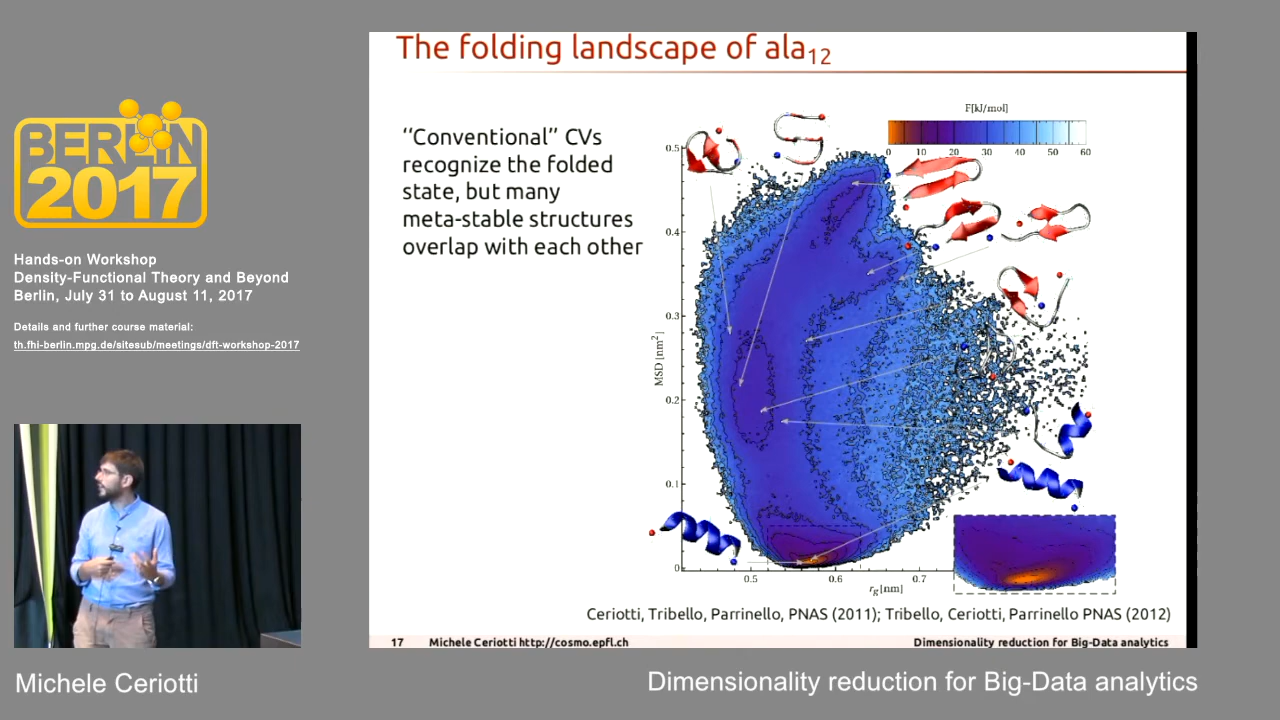 The folding landscape of ala12
BERLIN
2017
Hands-on Workshop
Density-Functional Theory and Beyond
Berlin, July 31 to August 11, 2017
Details and further course material:
th.fhi-berlin.mpg.de/sitesub/meetings/dft-workshop-2017
“Conventional” CVs
recognize the folded
state, but many
meta-stable structures
overlap with each other
F[kJ/mol]
0 10 20 30 40 50 60
MSD [nm2]
0.5
0.4
0.3
0.2
0.1
0
0.5 0.6 0.7
rg[nm]
Ceriotti, Tribello, Parrinello, PNAS (2011); Tribello, Ceriotti, Parrinello PNAS (2012)
17 Michele Ceriotti http://cosmo.epfl.ch Dimensionality reduction for Big-Data analytics
Michele Ceriotti
Dimensionality reduction for Big-Data analytics